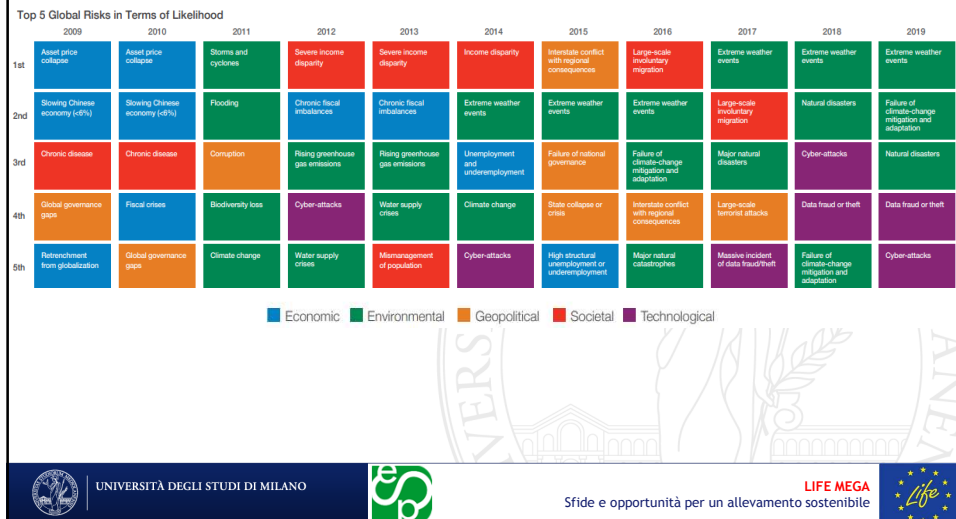 Top 5 Global Risks in Terms of Likelihood
2009 2010 2011 2012 2013 2014 2015 2016 2017 2018 2019
1st
Asset price
collapse
Asset price
collapse
Storms and
cyclones
Severe income
disparity
Severe income
disparity
Income disparity
Interstate conflict
with regional
consequences
Large-scale
involuntary
migration
Extreme weather
events
Extreme weather
events
Extreme weather
events
2nd
Slowing Chinese
economy (<6%)
Slowing Chinese
economy (<6%)
Flooding
Chronic fiscal
imbalances
Chronic fiscal
imbalances
Extreme weather
events
Extreme weather
events
Extreme weather
events
Large-scale
involuntary
migration
Natural disasters
Failure of
climate-change
mitigation and
adaptation
3rd
Chronic disease
Chronic disease
Corruption
Rising greenhouse
gas emissions
Rising greenhouse
gas emissions
Unemployment
and
underemployment
Failure of national
governance
Failure of
climate-change
mitigation and
adaptation
Major natural
disasters
Cyber-attacks
Natural disasters
4th
Global governance
gaps
Fiscal crises
Biodiversity loss
Cyber-attacks
Water supply
crises
Climate change
State collapse or
crisis
Interstate conflict
with regional
consequences
Large-scale
terrorist attacks
Data fraud or theft
Data fraud or theft
5th
Retrenchment
from globalization
Global governance
gaps
Climate change
Water supply
crises
Mismanagement
of population
Cyber-attacks
High structural
unemployment or
underemployment
Major natural
catastrophes
Massive incident
of data fraud/theft
Failure of
climate-change
mitigation and
adaptation
Cyber-attacks
Economic Environmental Geopolitical Societal Technological
UNIVERSITÀ DEGLI STUDI DI MILANO
esp
LIFE MEGA
Sfide e opportunità per un allevamento sostenibile
Life